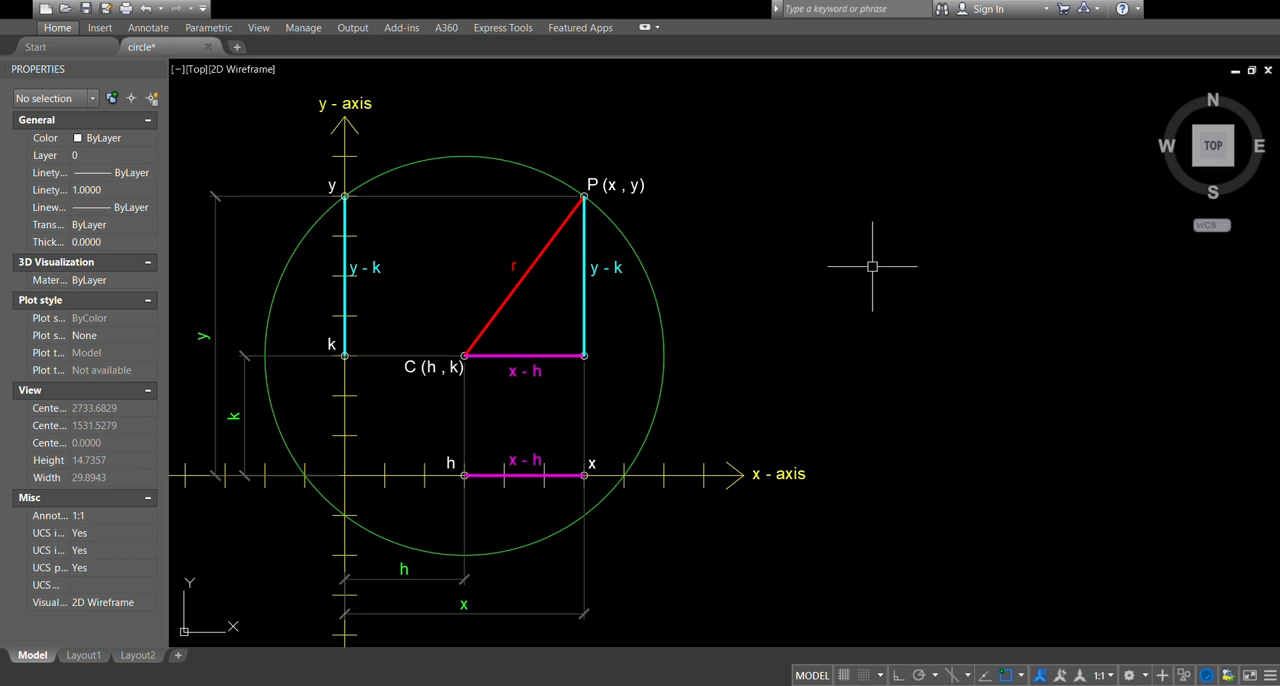 Type a keyword or phrase
Sign In
Home Insert Annotate Parametric View Manage Output Add-ins A360 Express Tools Featured Apps
Start circle*
PROPERTIES
[−][Top][2D Wireframe]
No selection
General
Color ByLayer
Layer 0
Linety... ByLayer
Linety... 1.0000
Linew... ByLayer
Trans... ByLayer
Thick... 0.0000
3D Visualization
Mater... ByLayer
Plot style
Plot s... ByColor
Plot s... None
Plot t... Model
Plot t... Not available
View
Cente... 2733.6829
Cente... 1531.5279
Cente... 0.0000
Height 14.7357
Width 29.8943
Misc
Annot... 1:1
UCS i... Yes
UCS i... Yes
UCS p... Yes
UCS ...
Visual... 2D Wireframe
y - axis
y
P (x , y)
y - k
r
y - k
y
k
C (h , k)
x - h
k
h
x - h
x
x - axis
h
x
Y
X
N
W
TOP
E
S
WCS
Model Layout1 Layout2
MODEL
1:1